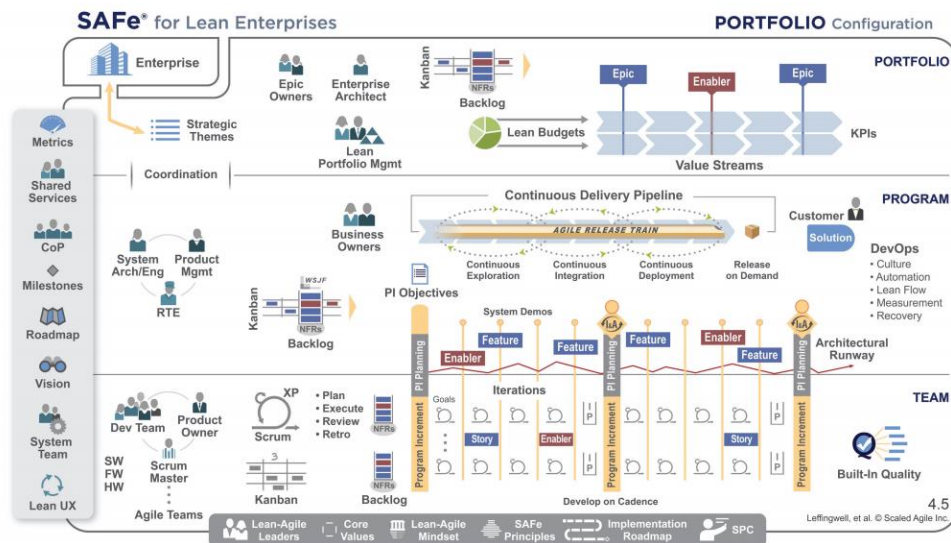 SAFe® for Lean Enterprises
PORTFOLIO Configuration
Enterprise
Strategic
Themes
Epic
Owners
Enterprise
Architect
Lean
Portfolio Mgmt
Kanban
NFRs
Backlog
Lean Budgets
Epic
Enabler
Epic
Value Streams
KPIs
PORTFOLIO
Metrics
Shared
Services
CoP
Milestones
Roadmap
Vision
System
Team
Lean UX
Coordination
System
Arch/Eng
Product
Mgmt
RTE
Business
Owners
Kanban
WSJF
NFRs
Backlog
Continuous Delivery Pipeline
AGILE RELEASE TRAIN
Continuous
Exploration
Continuous
Integration
Continuous
Deployment
Release
on Demand
Customer
Solution
PROGRAM
DevOps
• Culture
• Automation
• Lean Flow
• Measurement
• Recovery
PI Objectives
System Demos
PI Planning
Enabler
Feature
Feature
I&A
PI Planning
Feature
Enabler
Feature
I&A
PI Planning
Architectural
Runway
Dev Team
Product
Owner
Scrum
Master
SW
FW
HW
Agile Teams
XP
Scrum
• Plan
• Execute
• Review
• Retro
NFRs
Kanban
3
NFRs
Backlog
Program Increment
Goals
Iterations
Story
Enabler
I
P
I
P
Program Increment
Story
I
P
I
P
Program Increment
Develop on Cadence
TEAM
Built-In Quality
4.5
Leffingwell, et al. © Scaled Agile Inc.
Lean-Agile
Leaders
Core
Values
Lean-Agile
Mindset
SAFe
Principles
Implementation
Roadmap
SPC